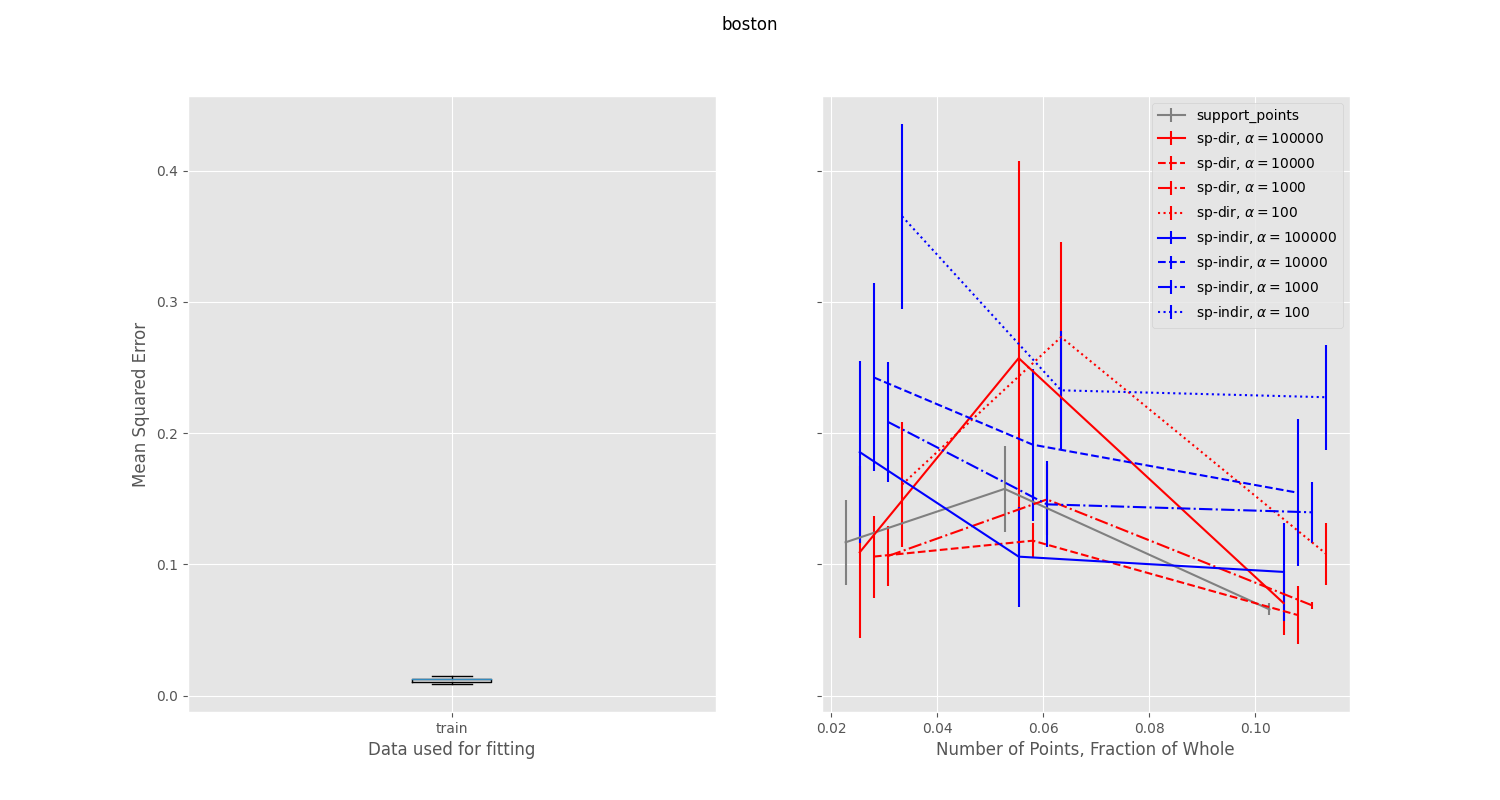 boston
Mean Squared Error
0.4
0.3
0.2
0.1
0.0
train
Data used for fitting
support_points
sp-dir, α = 100000
sp-dir, α = 10000
sp-dir, α = 1000
sp-dir, α = 100
sp-indir, α = 100000
sp-indir, α = 10000
sp-indir, α = 1000
sp-indir, α = 100
0.02 0.04 0.06 0.08 0.10
Number of Points, Fraction of Whole